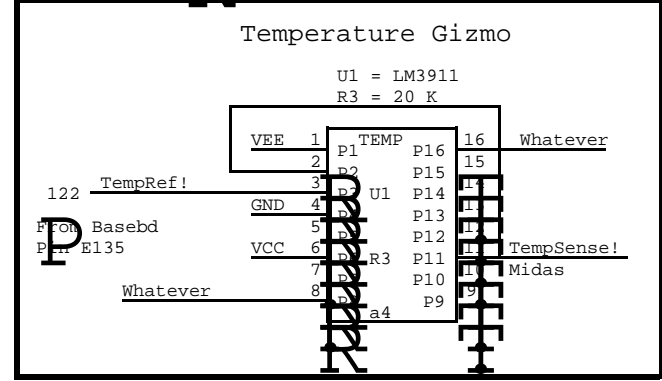 Temperature Gizmo
U1 = LM3911
R3 = 20 K
VEE 1 P1 TEMP P16 16 Whatever
2 P2 P15 15
122 TempRef! 3 U1 P14
GND 4 P13
From Basebd 5 P12
Pin E135 VCC 6 R3 P11 TempSense!
7 P10 10 Midas
Whatever 8 P9 9
a4